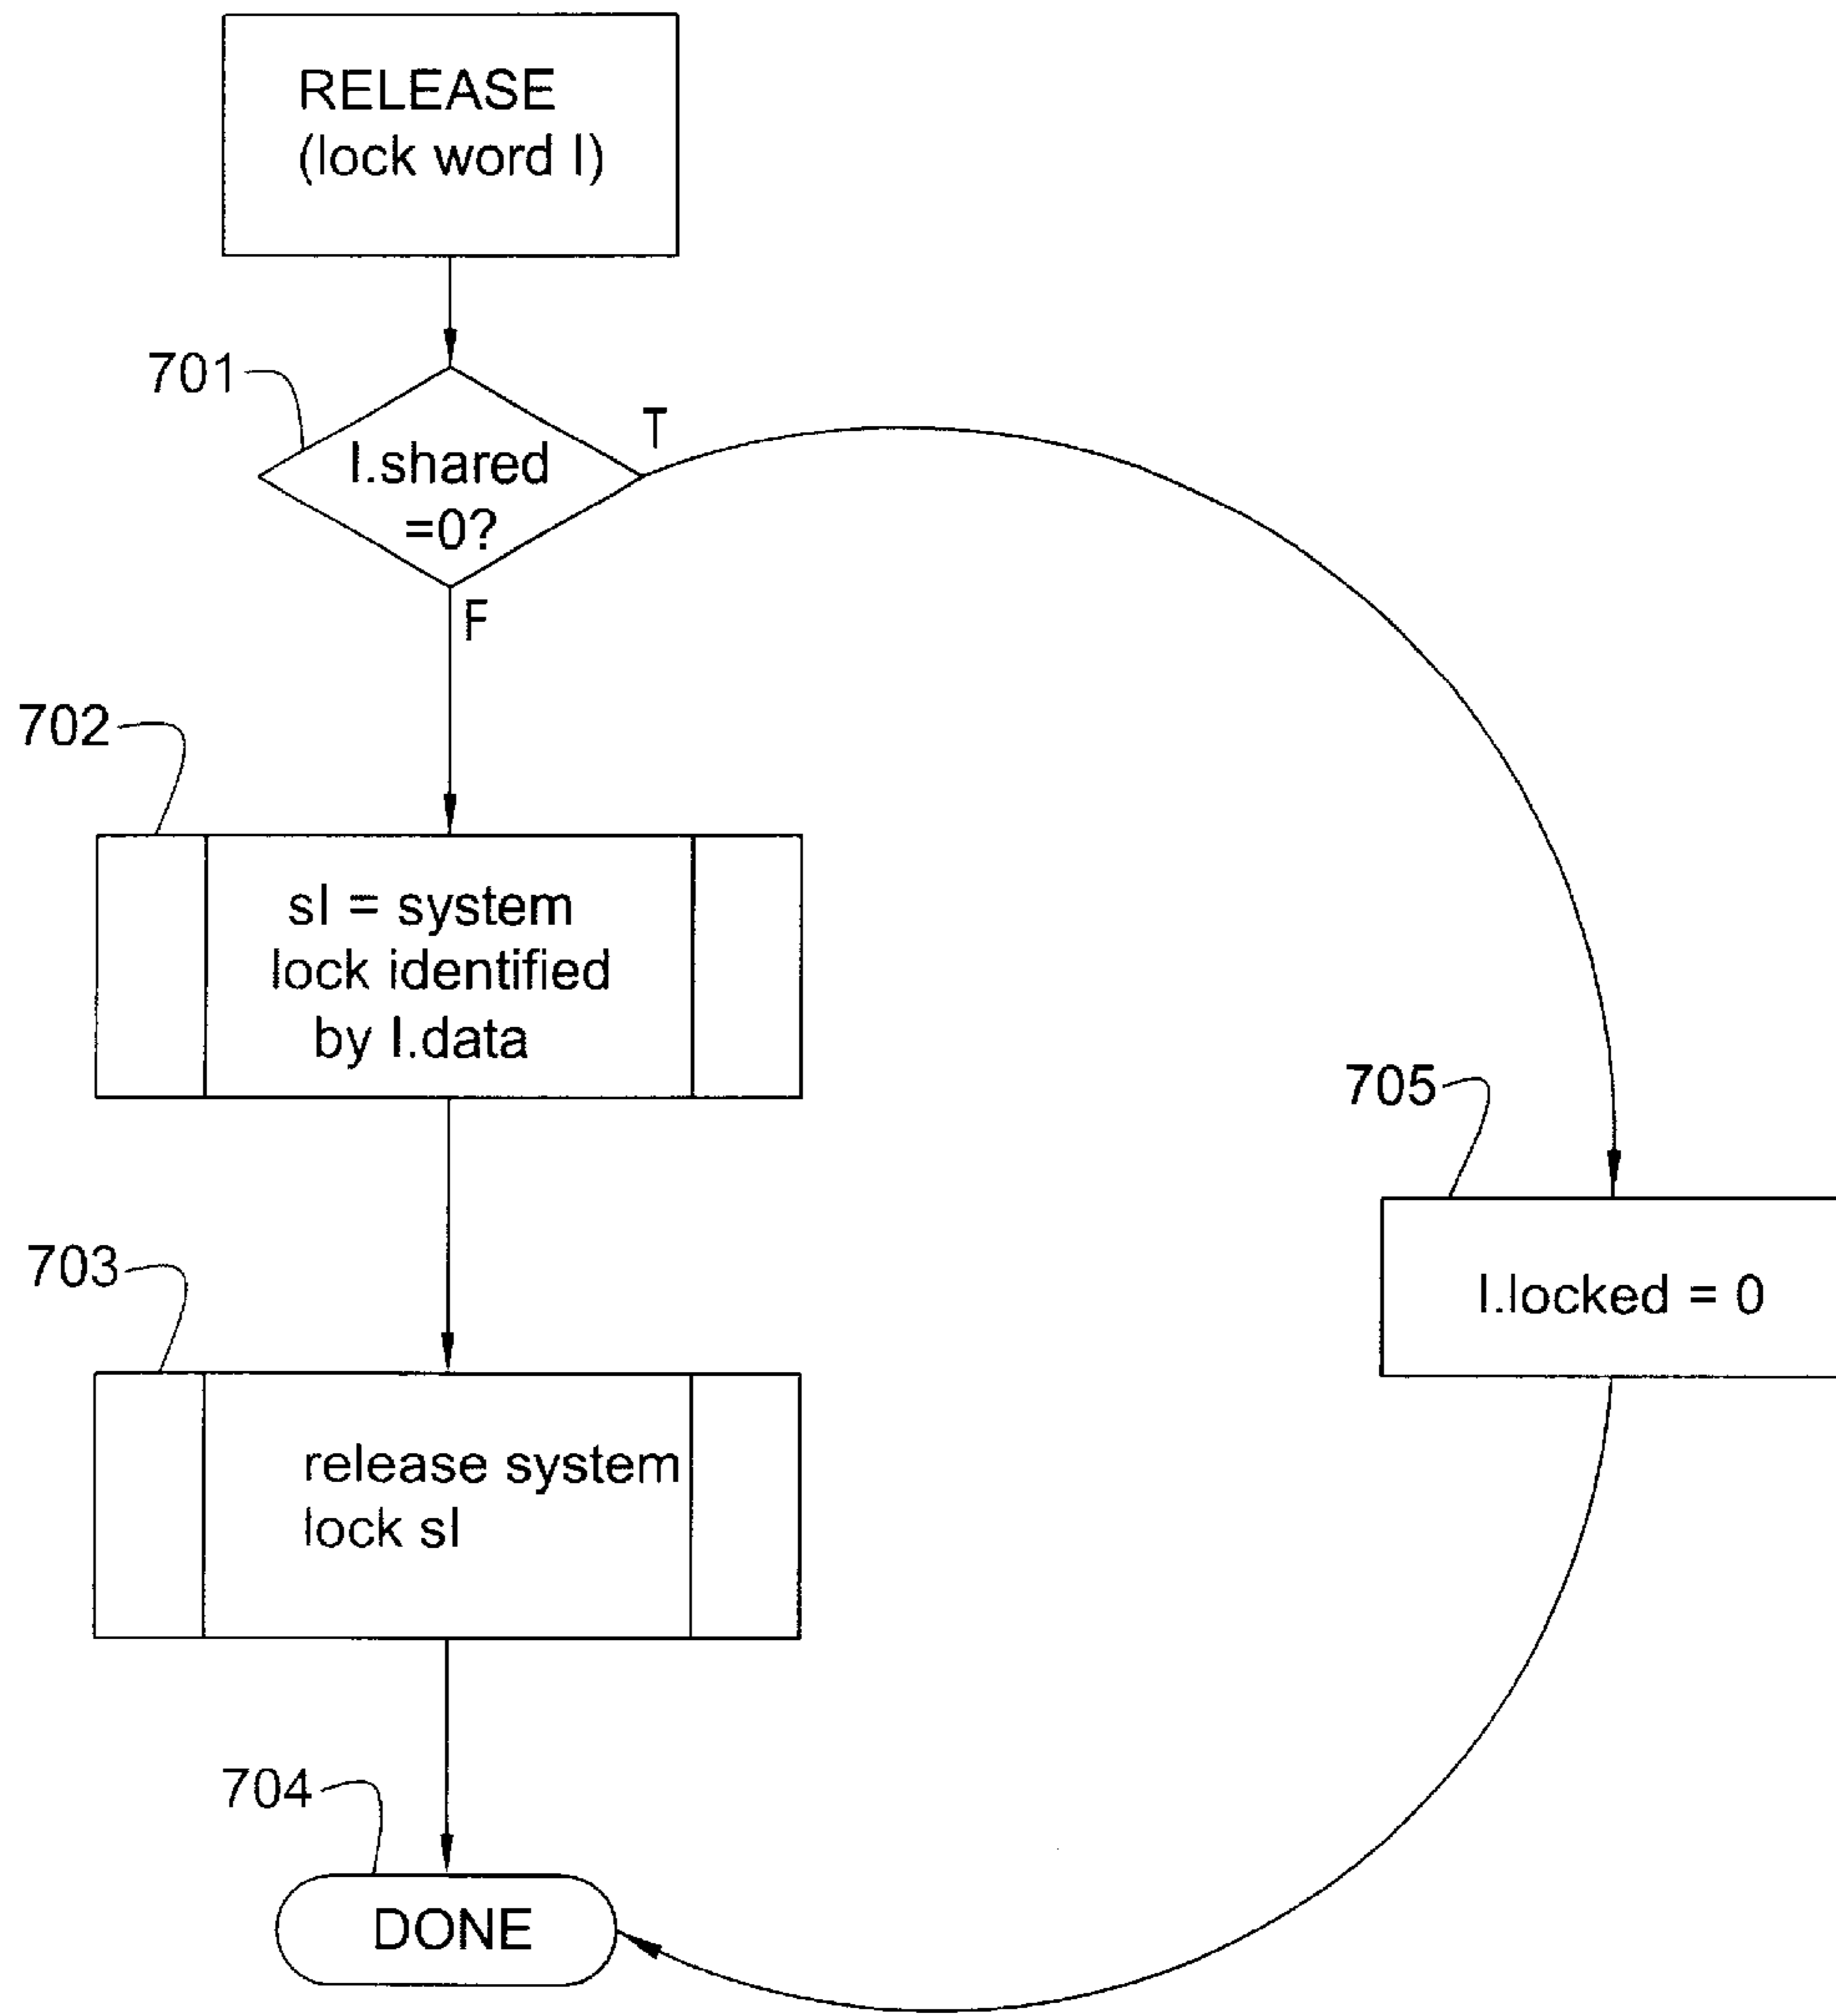 RELEASE
(lock word l)
701
T
l.shared
=0?
F
702
sl = system
lock identified
by l.data
705
703
l.locked = 0
release system
lock sl
704
DONE